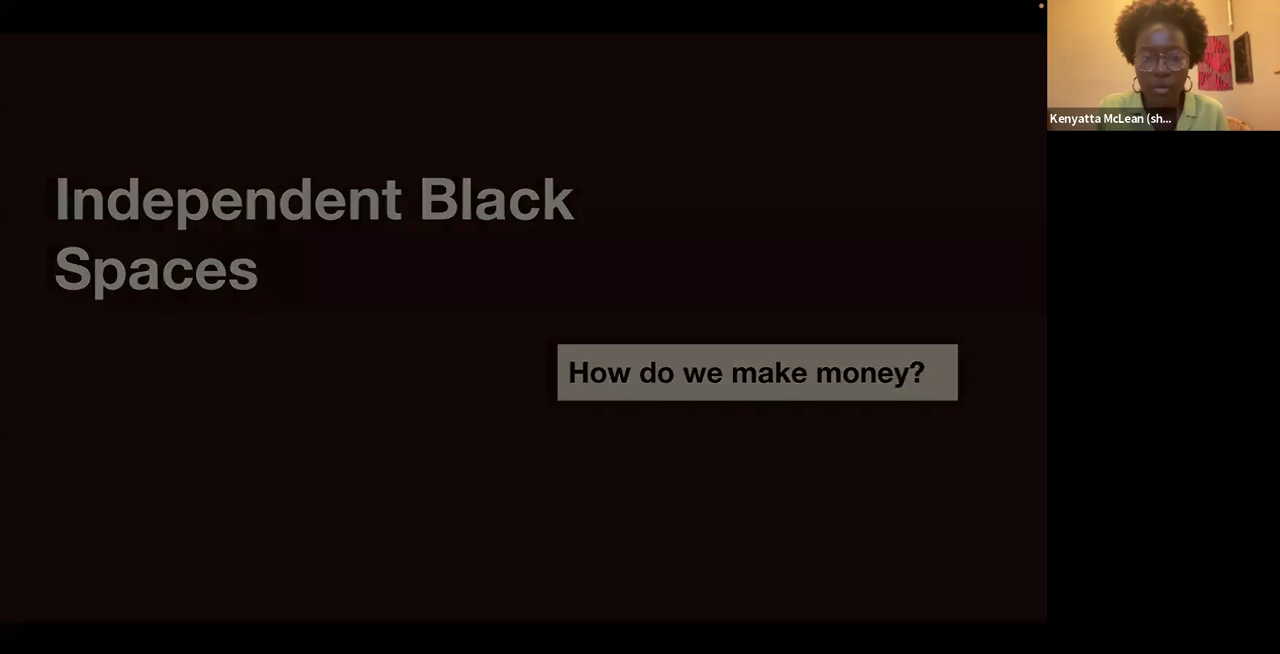 Independent Black
Spaces
How do we make money?
Kenyatta McLean (sh...